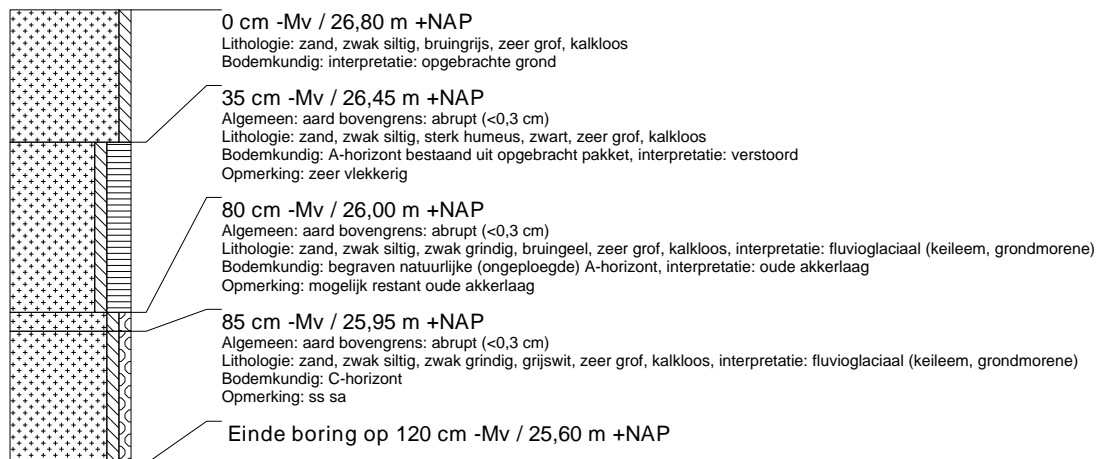 0 cm -Mv / 26,80 m +NAP
Lithologie: zand, zwak siltig, bruingrijs, zeer grof, kalkloos
Bodemkundig: interpretatie: opgebrachte grond
35 cm -Mv / 26,45 m +NAP
Algemeen: aard bovengrens: abrupt (<0,3 cm)
Lithologie: zand, zwak siltig, sterk humeus, zwart, zeer grof, kalkloos
Bodemkundig: A-horizont bestaand uit opgebracht pakket, interpretatie: verstoord
Opmerking: zeer vlekkerig
80 cm -Mv / 26,00 m +NAP
Algemeen: aard bovengrens: abrupt (<0,3 cm)
Lithologie: zand, zwak siltig, zwak grindig, bruingeel, zeer grof, kalkloos, interpretatie: fluvioglaciaal (keileem, grondmorene)
Bodemkundig: begraven natuurlijke (ongeploegde) A-horizont, interpretatie: oude akkerlaag
Opmerking: mogelijk restant oude akkerlaag
85 cm -Mv / 25,95 m +NAP
Algemeen: aard bovengrens: abrupt (<0,3 cm)
Lithologie: zand, zwak siltig, zwak grindig, grijswit, zeer grof, kalkloos, interpretatie: fluvioglaciaal (keileem, grondmorene)
Bodemkundig: C-horizont
Opmerking: ss sa
Einde boring op 120 cm -Mv / 25,60 m +NAP